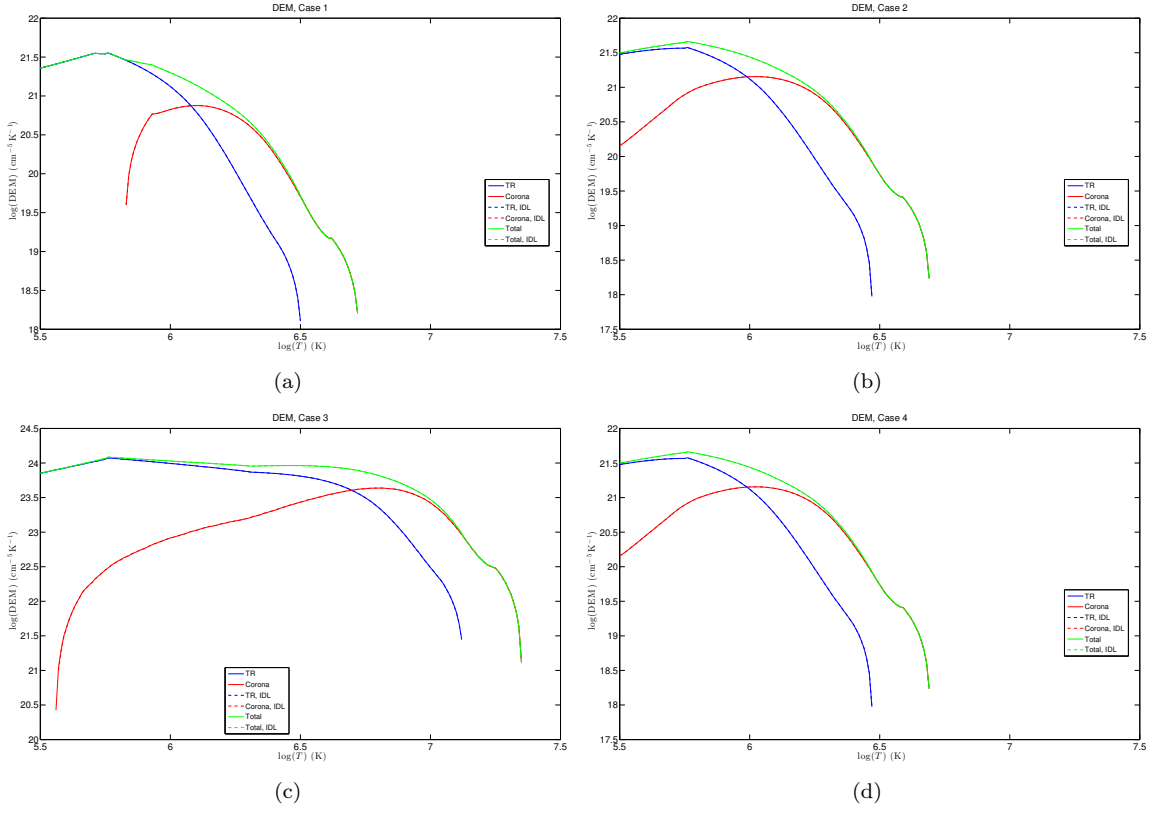 DEM, Case 1
log(DEM) (cm⁻⁵ K⁻¹)
22
21.5
21
20.5
20
19.5
19
18.5
18
5.5 6 6.5 7 7.5
log(T) (K)
TR
Corona
TR, IDL
Corona, IDL
Total
Total, IDL
(a)
DEM, Case 2
log(DEM) (cm⁻⁵ K⁻¹)
22
21.5
21
20.5
20
19.5
19
18.5
18
17.5
5.5 6 6.5 7 7.5
log(T) (K)
TR
Corona
TR, IDL
Corona, IDL
Total
Total, IDL
(b)
DEM, Case 3
log(DEM) (cm⁻⁵ K⁻¹)
24.5
24
23.5
23
22.5
22
21.5
21
20.5
20
5.5 6 6.5 7 7.5
log(T) (K)
TR
Corona
TR, IDL
Corona, IDL
Total
Total, IDL
(c)
DEM, Case 4
log(DEM) (cm⁻⁵ K⁻¹)
22
21.5
21
20.5
20
19.5
19
18.5
18
17.5
5.5 6 6.5 7 7.5
log(T) (K)
TR
Corona
TR, IDL
Corona, IDL
Total
Total, IDL
(d)